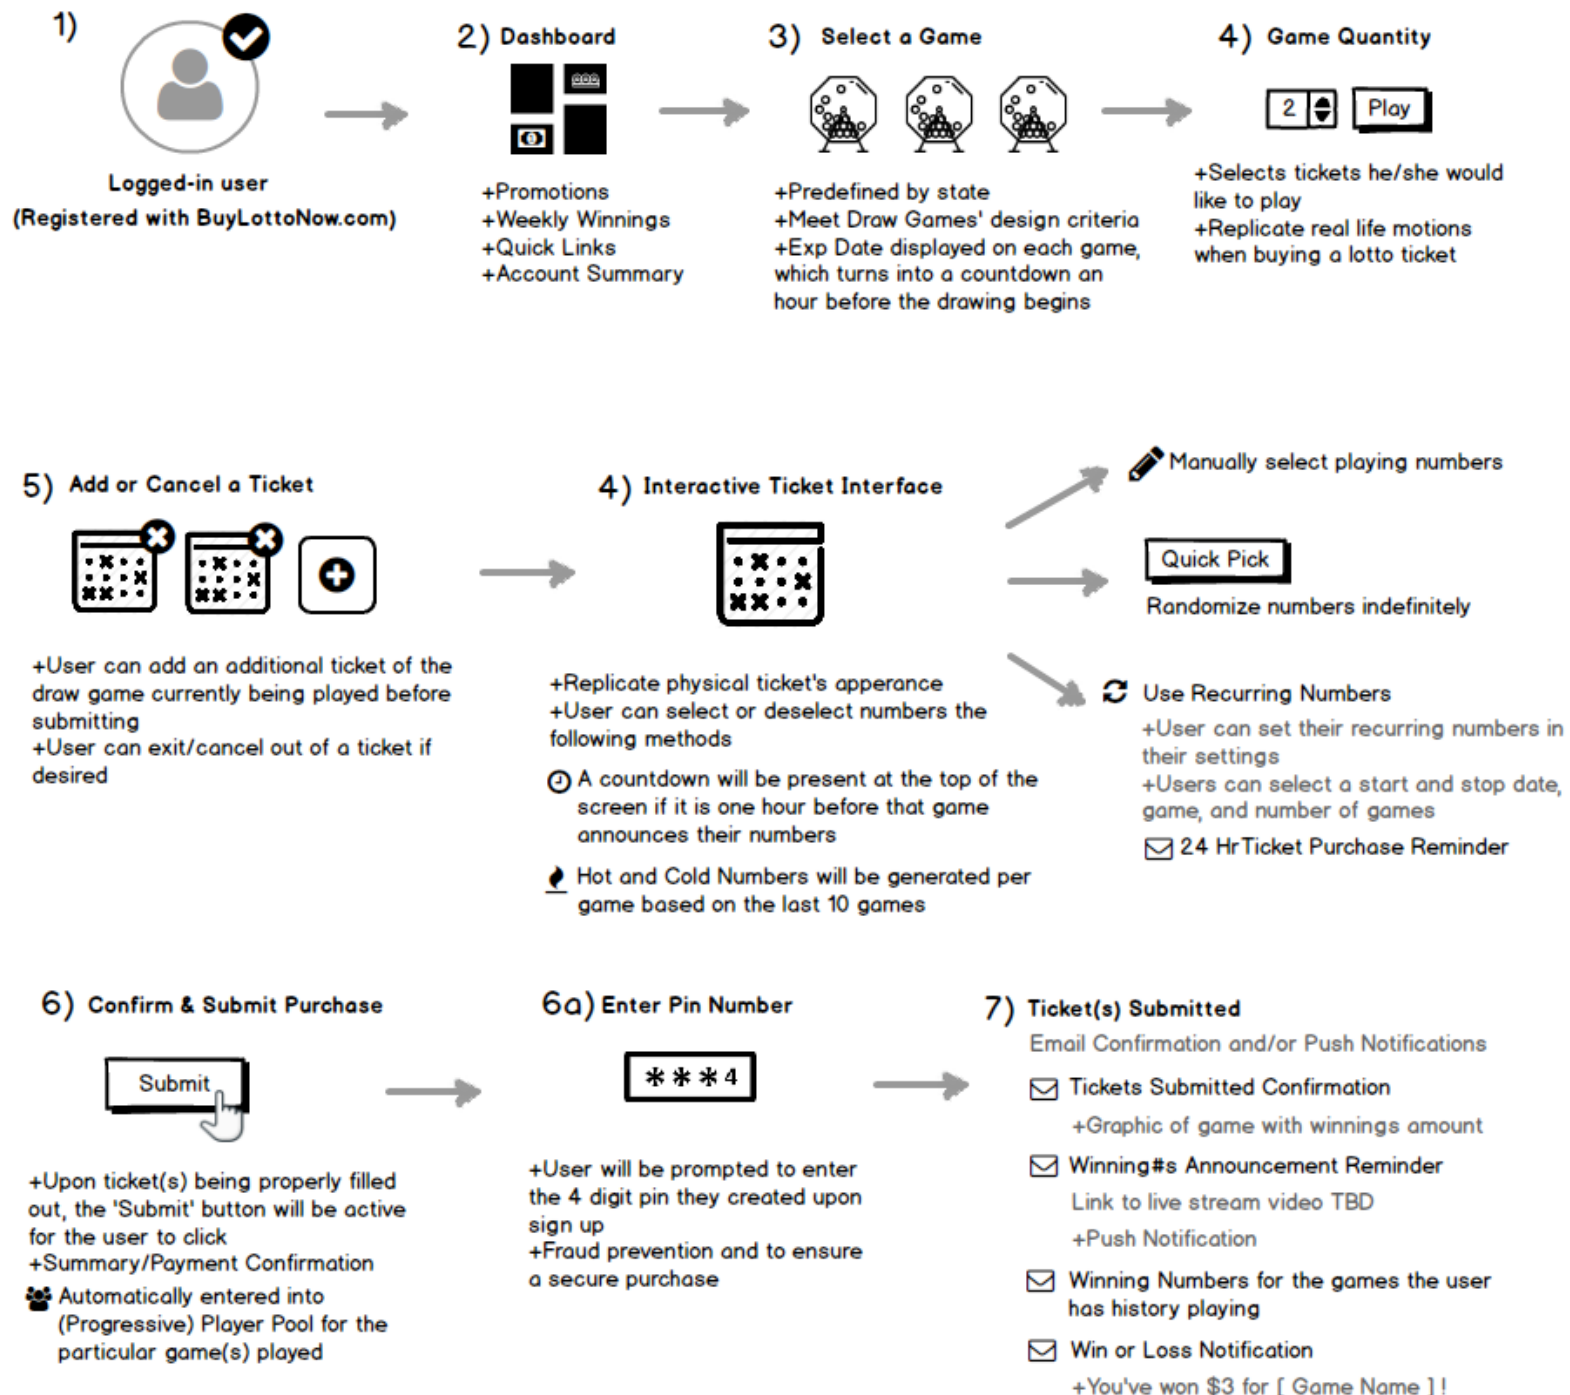 1)
Logged-in user
(Registered with BuyLottoNow.com)
2) Dashboard
+Promotions
+Weekly Winnings
+Quick Links
+Account Summary
3) Select a Game
+Predefined by state
+Meet Draw Games' design criteria
+Exp Date displayed on each game,
which turns into a countdown an
hour before the drawing begins
4) Game Quantity
2
Play
+Selects tickets he/she would
like to play
+Replicate real life motions
when buying a lotto ticket
5) Add or Cancel a Ticket
+User can add an additional ticket of the
draw game currently being played before
submitting
+User can exit/cancel out of a ticket if
desired
4) Interactive Ticket Interface
+Replicate physical ticket's apperance
+User can select or deselect numbers the
following methods
A countdown will be present at the top of the
screen if it is one hour before that game
announces their numbers
Hot and Cold Numbers will be generated per
game based on the last 10 games
Manually select playing numbers
Quick Pick
Randomize numbers indefinitely
Use Recurring Numbers
+User can set their recurring numbers in
their settings
+Users can select a start and stop date,
game, and number of games
24 HrTicket Purchase Reminder
6) Confirm & Submit Purchase
Submit
+Upon ticket(s) being properly filled
out, the 'Submit' button will be active
for the user to click
+Summary/Payment Confirmation
Automatically entered into
(Progressive) Player Pool for the
particular game(s) played
6a) Enter Pin Number
***4
+User will be prompted to enter
the 4 digit pin they created upon
sign up
+Fraud prevention and to ensure
a secure purchase
7) Ticket(s) Submitted
Email Confirmation and/or Push Notifications
Tickets Submitted Confirmation
+Graphic of game with winnings amount
Winning#s Announcement Reminder
Link to live stream video TBD
+Push Notification
Winning Numbers for the games the user
has history playing
Win or Loss Notification
+You've won $3 for [ Game Name ] !